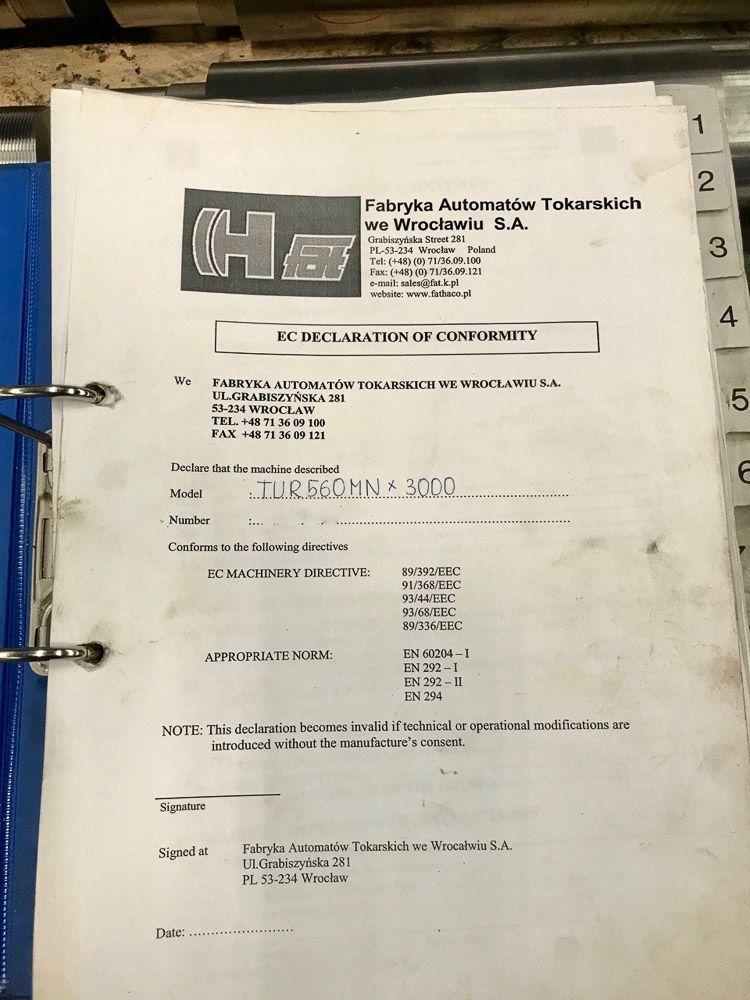 H fat
Fabryka Automatów Tokarskich
we Wrocławiu S.A.
Grabiszyńska Street 281
PL-53-234 Wrocław Poland
Tel: (+48) (0) 71/36.09.100
Fax: (+48) (0) 71/36.09.121
e-mail: sales@fat.k.pl
website: www.fathaco.pl
EC DECLARATION OF CONFORMITY
We FABRYKA AUTOMATÓW TOKARSKICH WE WROCŁAWIU S.A.
UL.GRABISZYŃSKA 281
53-234 WROCŁAW
TEL. +48 71 36 09 100
FAX +48 71 36 09 121
Declare that the machine described
Model :TUR560MN x 3000
Number :
Conforms to the following directives
EC MACHINERY DIRECTIVE: 89/392/EEC
91/368/EEC
93/44/EEC
93/68/EEC
89/336/EEC
APPROPRIATE NORM: EN 60204 – I
EN 292 – I
EN 292 – II
EN 294
NOTE: This declaration becomes invalid if technical or operational modifications are
introduced without the manufacture's consent.
Signature
Signed at Fabryka Automatów Tokarskich we Wrocałwiu S.A.
Ul.Grabiszyńska 281
PL 53-234 Wrocław
Date: ..........................
1
2
3
4
5
6